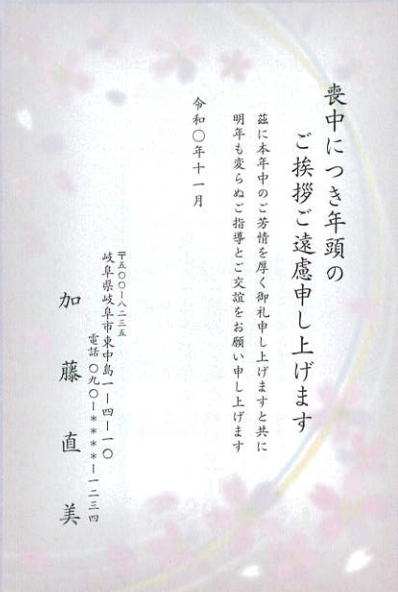 喪中につき年頭の
ご挨拶ご遠慮申し上げます
茲に本年中のご芳情を厚く御礼申し上げますと共に
明年も変らぬご指導とご交誼をお願い申し上げます
令和〇年十一月
〒五〇〇ー八二三五
岐阜県岐阜市東中島一ー四ー一〇
電話 〇九〇ー＊＊＊＊ー一二三四
加藤直美